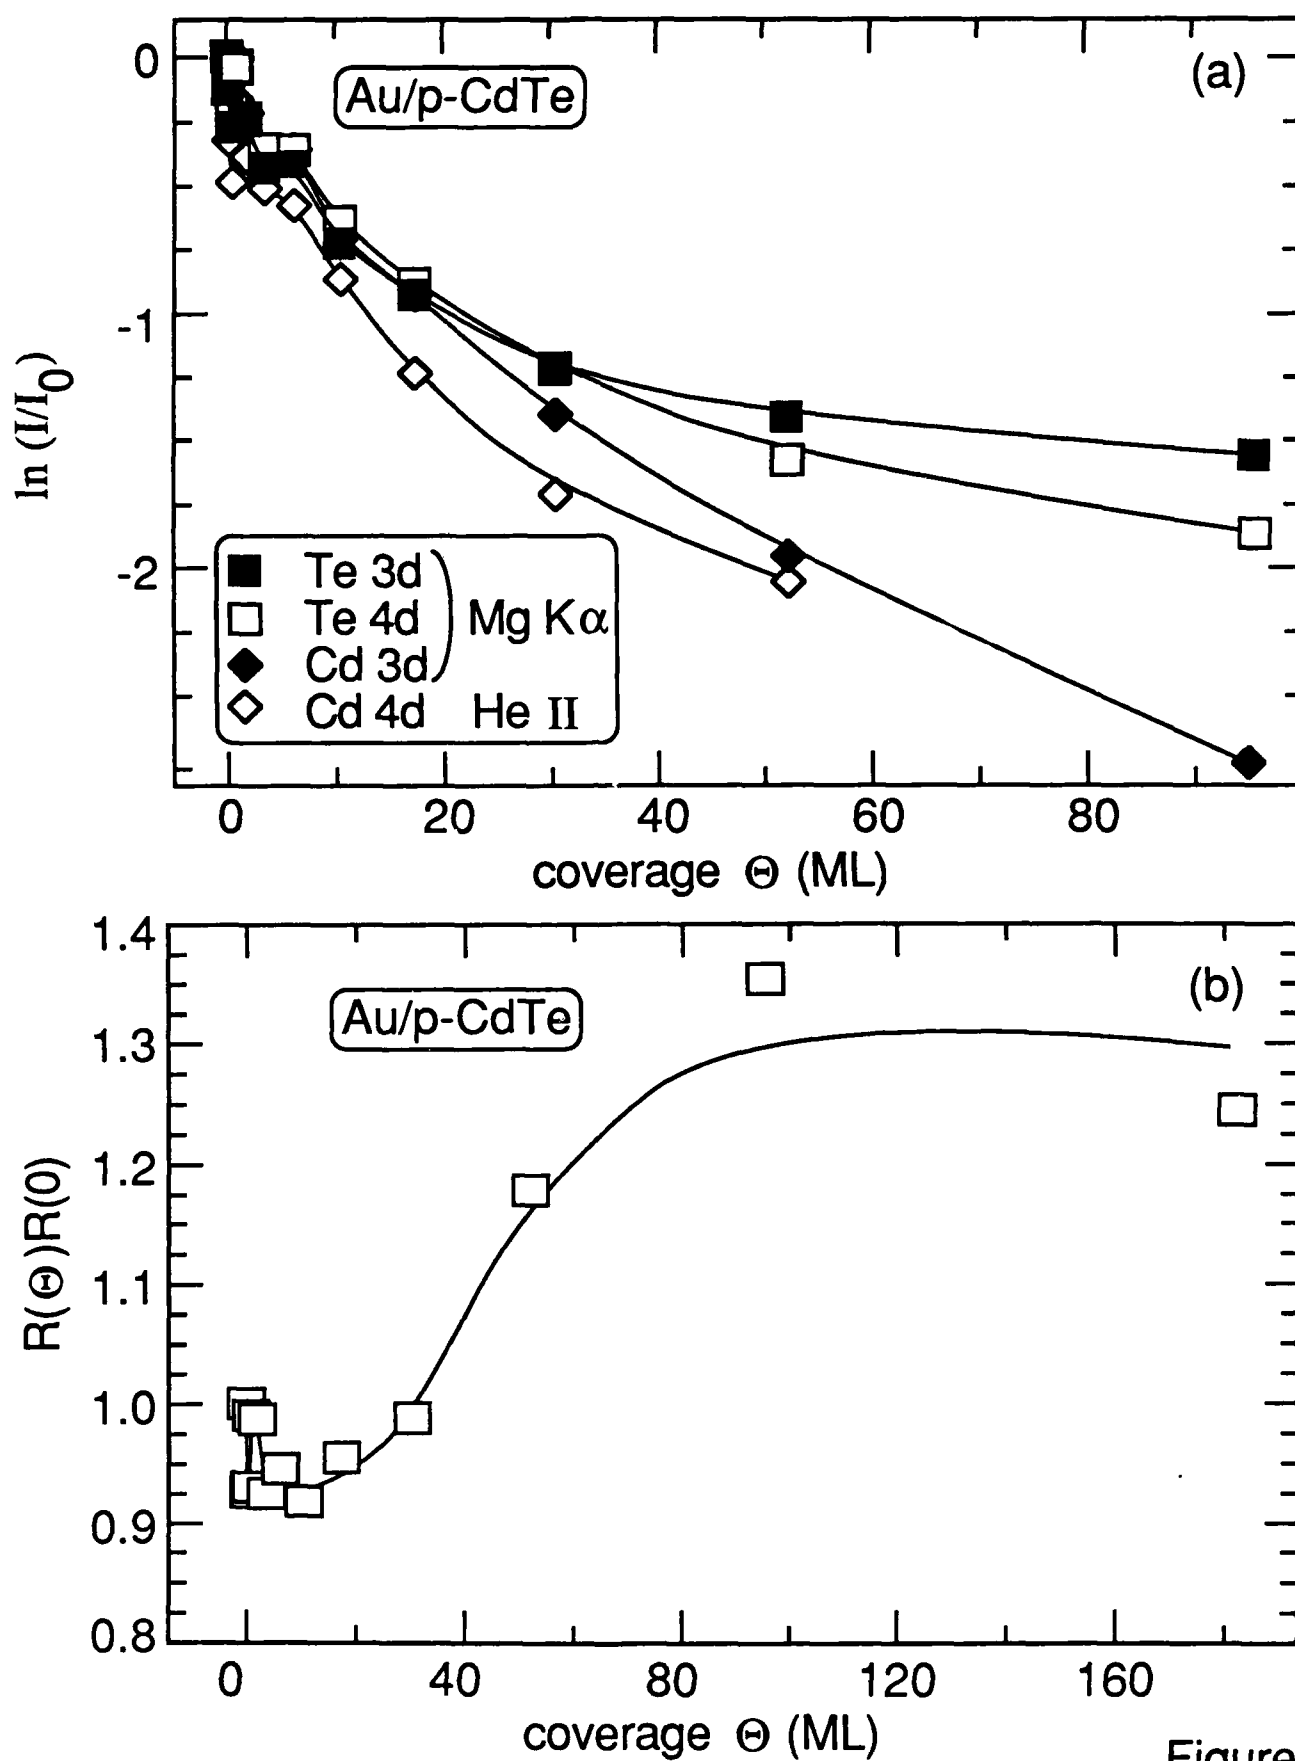 (a)
Au/p-CdTe
0
-1
-2
ln (I/I0)
Te 3d
Te 4d Mg Kα
Cd 3d
Cd 4d He II
0 20 40 60 80
coverage Θ (ML)
(b)
Au/p-CdTe
1.4
1.3
1.2
1.1
1.0
0.9
0.8
R(Θ)R(0)
0 40 80 120 160
coverage Θ (ML)
Figure